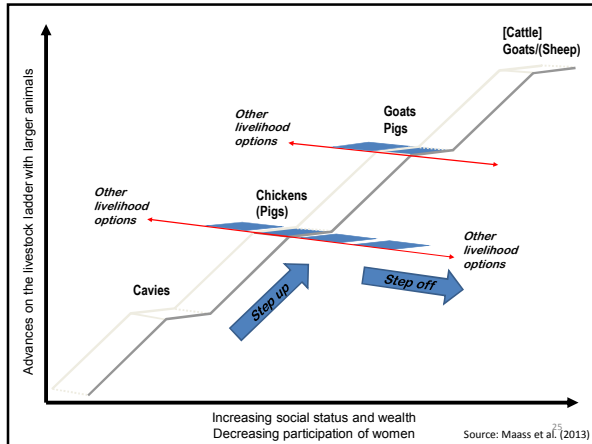 [Cattle]
Goats/(Sheep)
Goats
Pigs
Other
livelihood
options
Chickens
(Pigs)
Other
livelihood
options
Other
livelihood
options
Cavies
Step up
Step off
Advances on the livestock ladder with larger animals
Increasing social status and wealth
Decreasing participation of women
25
Source: Maass et al. (2013)